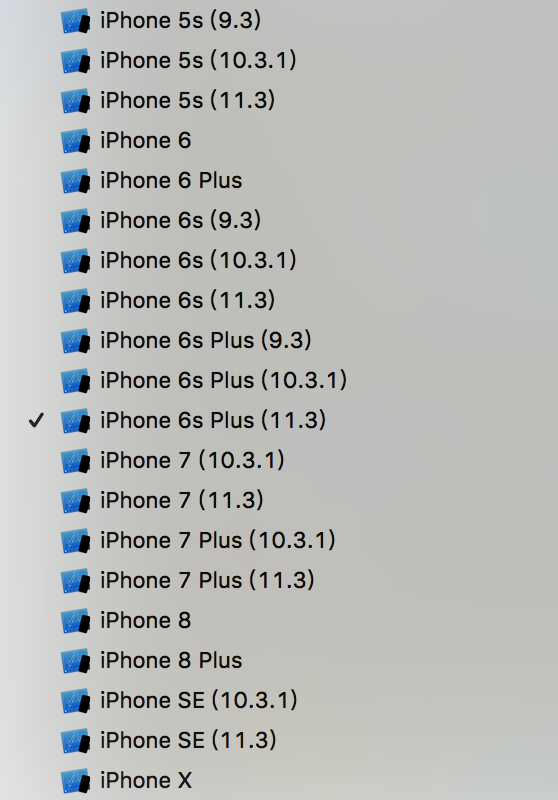 iPhone 5s (9.3)
iPhone 5s (10.3.1)
iPhone 5s (11.3)
iPhone 6
iPhone 6 Plus
iPhone 6s (9.3)
iPhone 6s (10.3.1)
iPhone 6s (11.3)
iPhone 6s Plus (9.3)
iPhone 6s Plus (10.3.1)
iPhone 6s Plus (11.3)
iPhone 7 (10.3.1)
iPhone 7 (11.3)
iPhone 7 Plus (10.3.1)
iPhone 7 Plus (11.3)
iPhone 8
iPhone 8 Plus
iPhone SE (10.3.1)
iPhone SE (11.3)
iPhone X